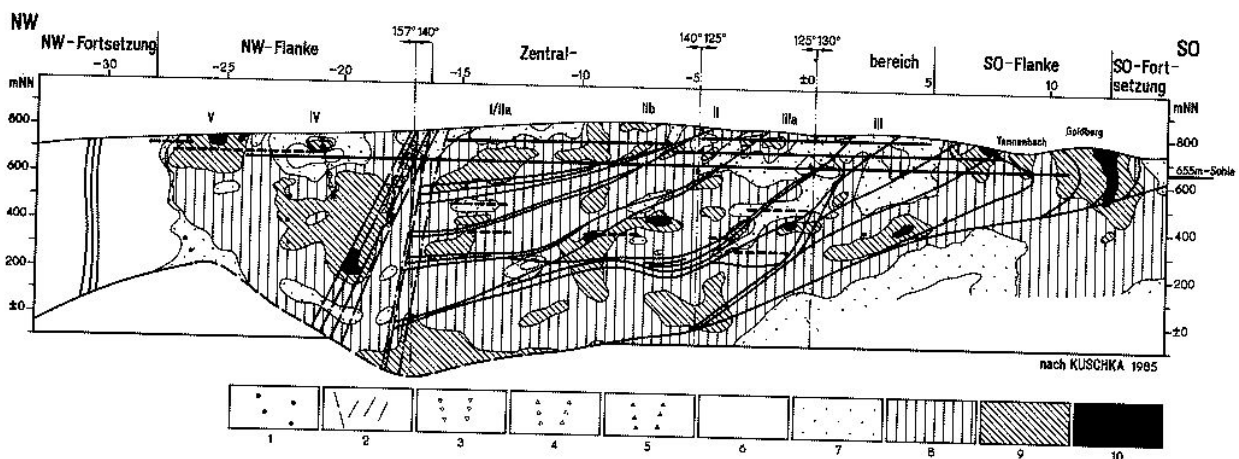 NW
157° 140°
140° 125°
125° 130°
SO
NW-Fortsetzung
NW-Flanke
Zentral-
bereich
SO-Flanke
SO-Fort-
setzung
-30
-25
-20
-15
-10
-5
±0
5
10
mNN
mNN
V
IV
I/IIa
IIb
II
IIIa
III
Tannenbach
Goldberg
800
600
400
200
±0
800
655m-Sohle
600
400
200
±0
nach KUSCHKA 1985
1
2
3
4
5
6
7
8
9
10